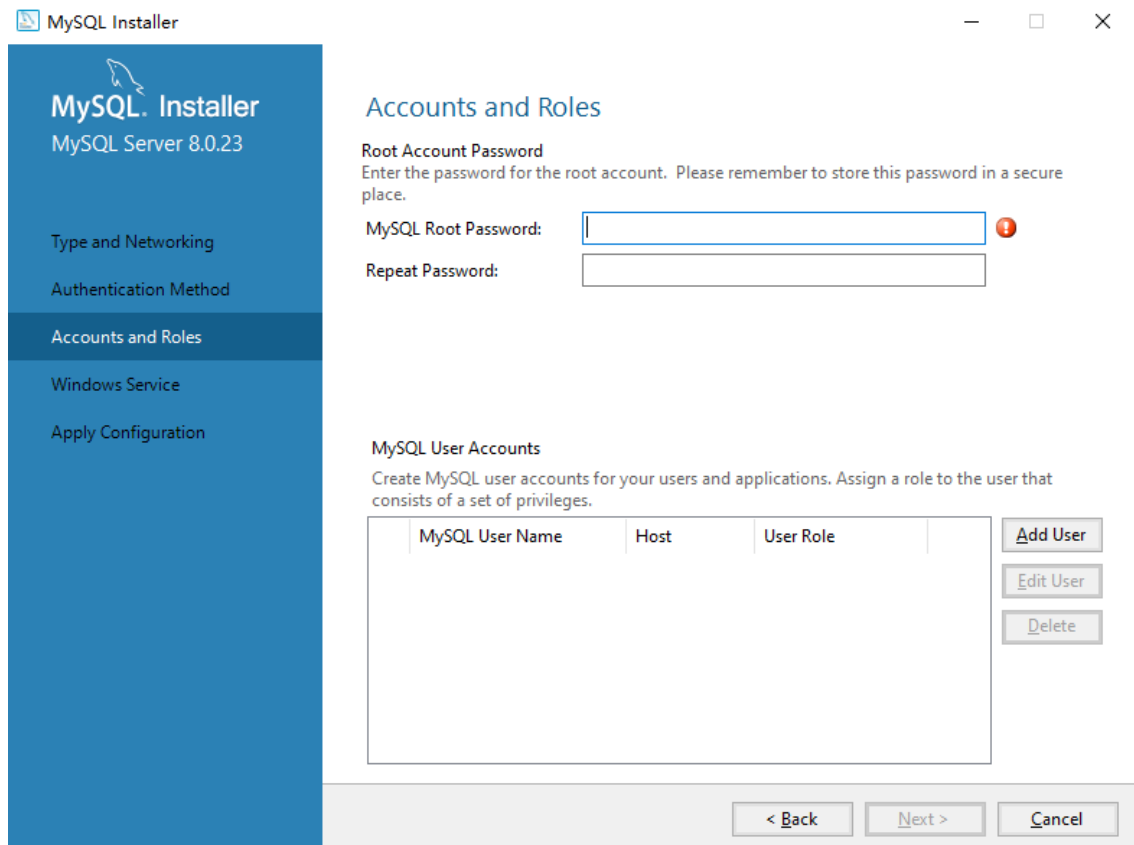 MySQL Installer
MySQL. Installer
MySQL Server 8.0.23
Type and Networking
Authentication Method
Accounts and Roles
Windows Service
Apply Configuration
Accounts and Roles
Root Account Password
Enter the password for the root account.  Please remember to store this password in a secure
place.
MySQL Root Password:
Repeat Password:
MySQL User Accounts
Create MySQL user accounts for your users and applications. Assign a role to the user that
consists of a set of privileges.
MySQL User Name Host User Role
Add User
Edit User
Delete
< Back Next > Cancel